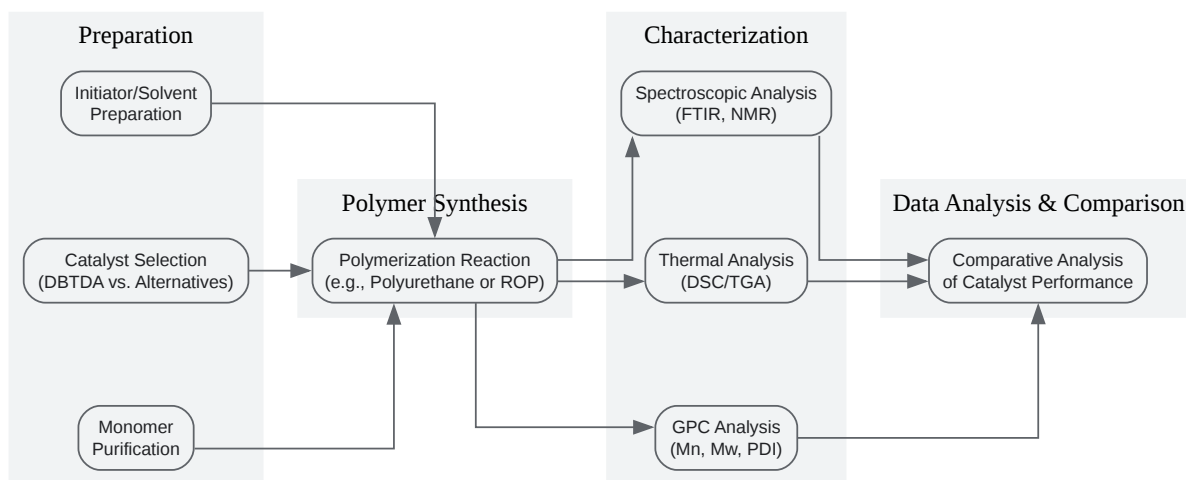 Preparation
Initiator/Solvent
Preparation
Catalyst Selection
(DBTDA vs. Alternatives)
Monomer
Purification
Polymer Synthesis
Polymerization Reaction
(e.g., Polyurethane or ROP)
Characterization
Spectroscopic Analysis
(FTIR, NMR)
Thermal Analysis
(DSC/TGA)
GPC Analysis
(Mn, Mw, PDI)
Data Analysis & Comparison
Comparative Analysis
of Catalyst Performance